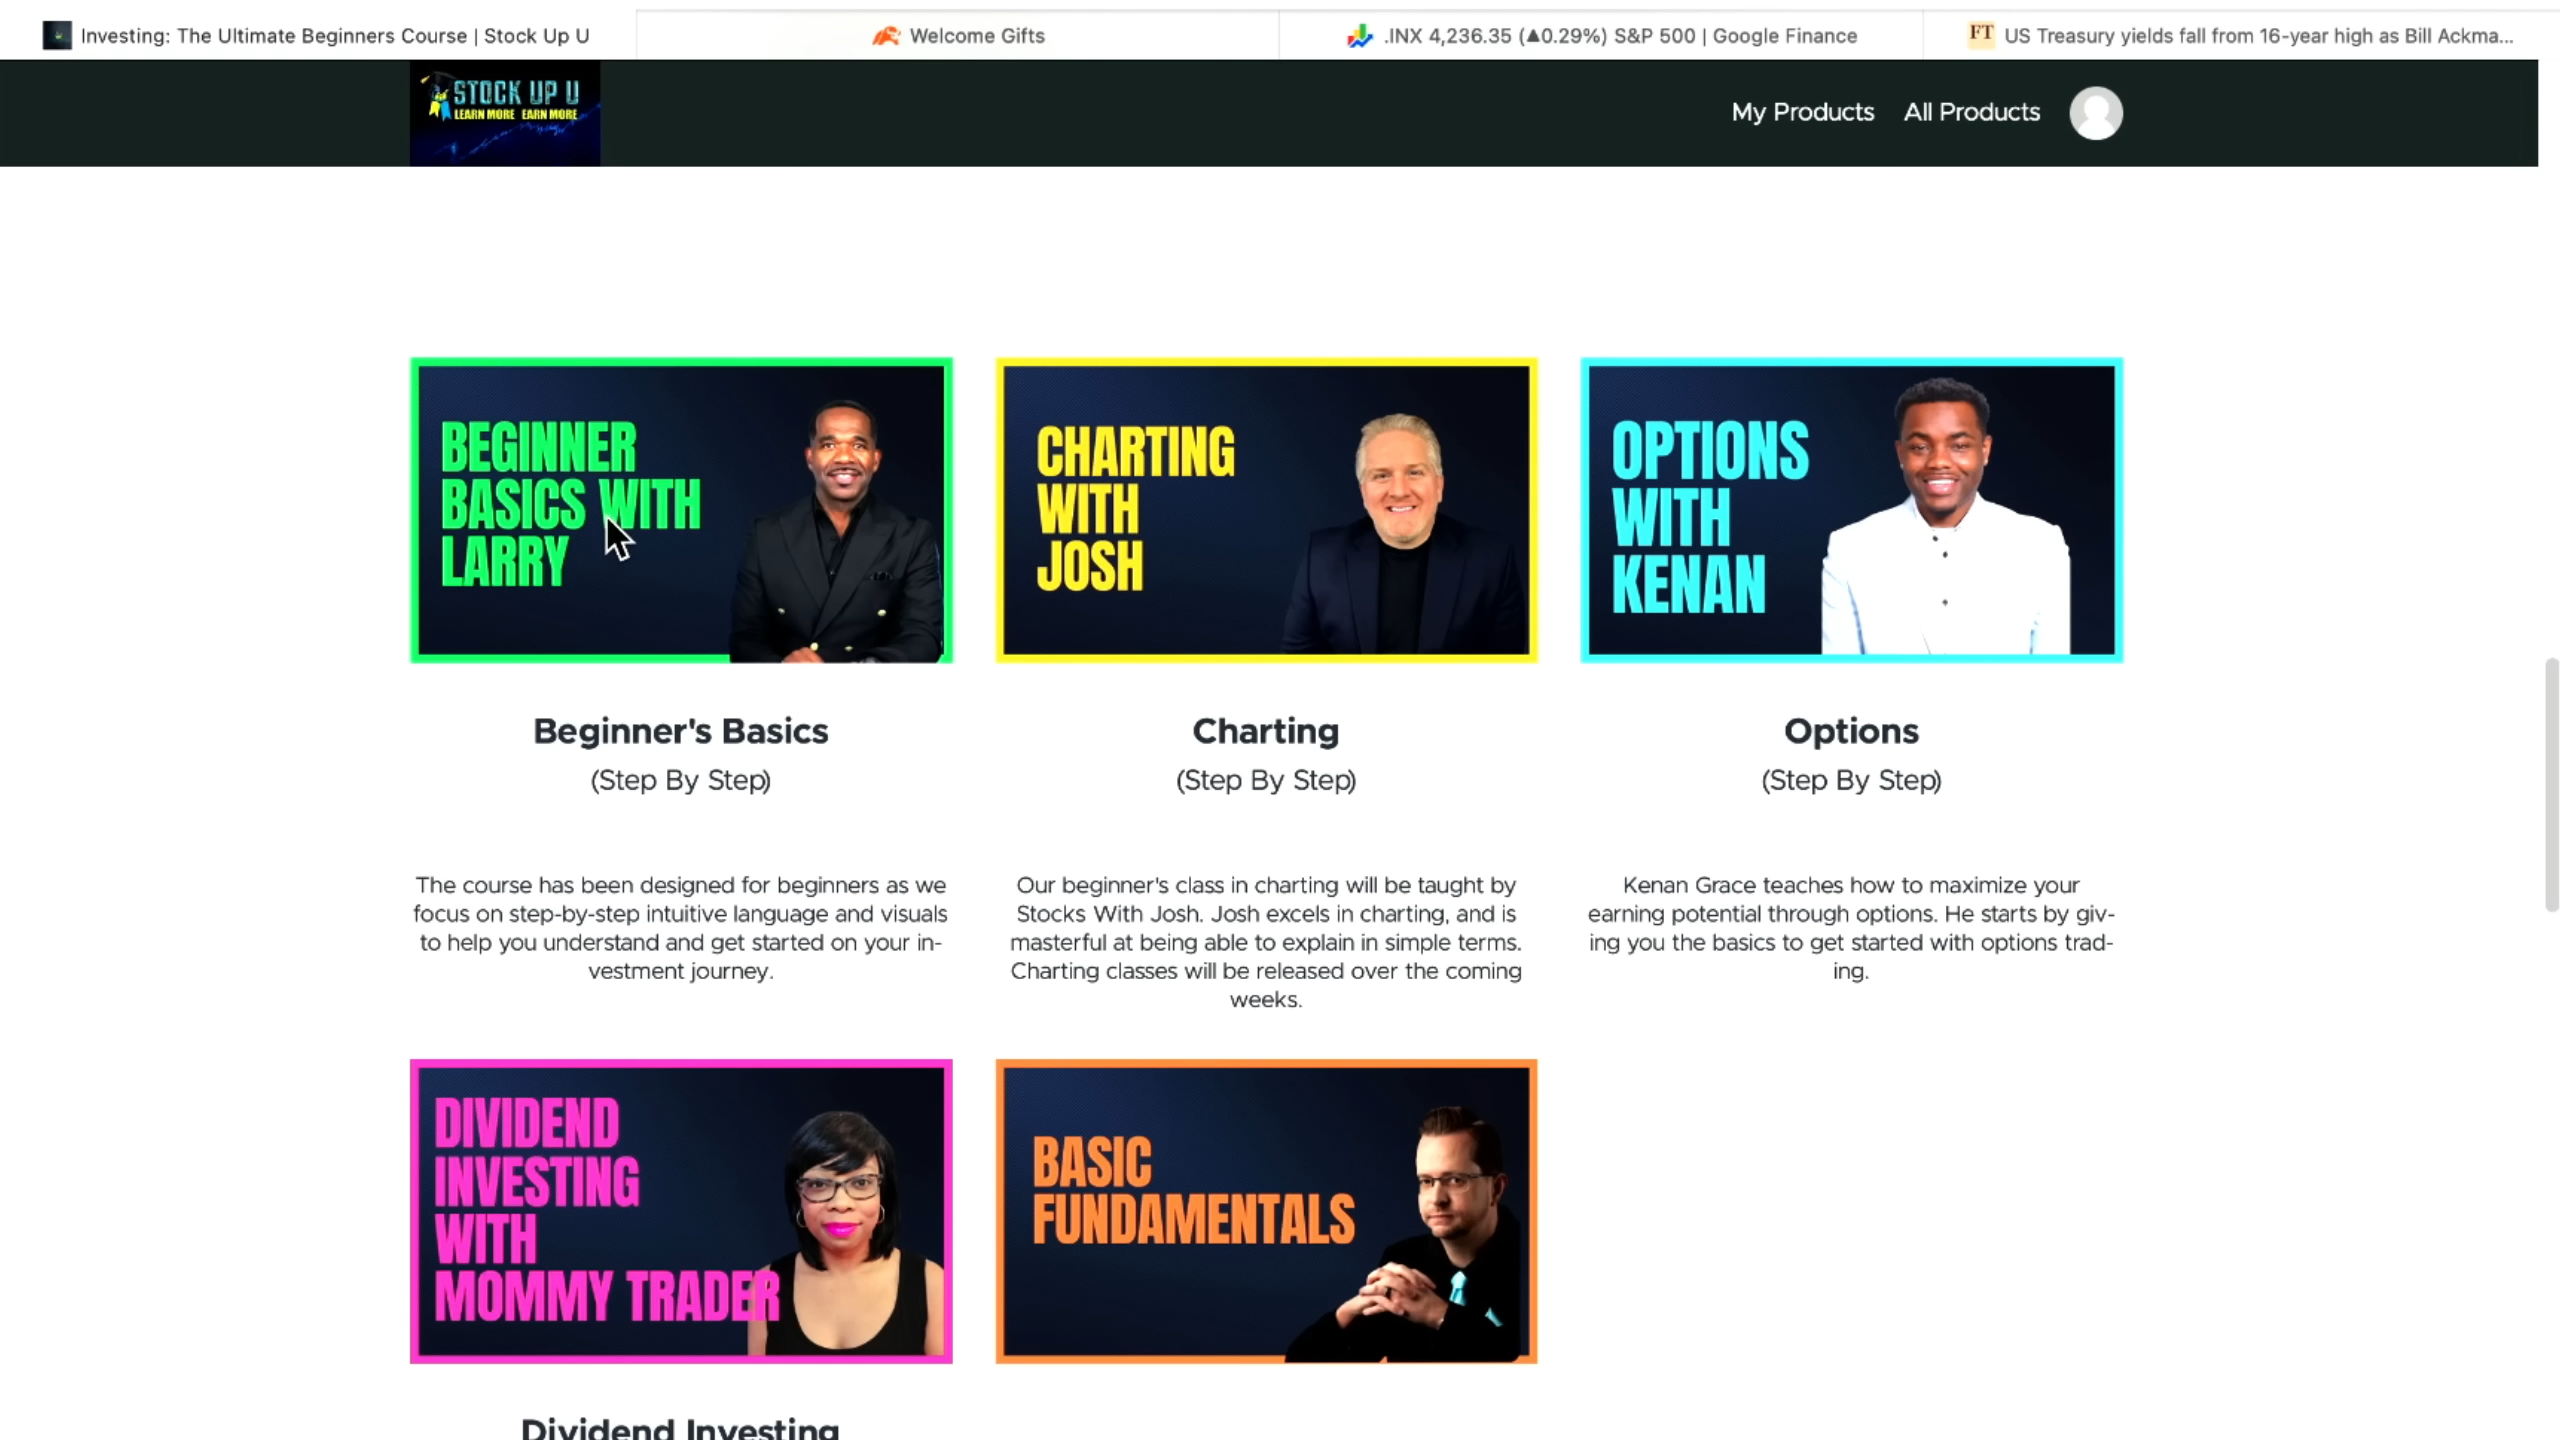 Investing: The Ultimate Beginners Course | Stock Up U
Welcome Gifts
.INX 4,236.35 (▲0.29%) S&P 500 | Google Finance
FT US Treasury yields fall from 16-year high as Bill Ackma...
STOCK UP U
LEARN MORE EARN MORE
My Products
All Products
BEGINNER
BASICS WITH
LARRY
CHARTING
WITH
JOSH
OPTIONS
WITH
KENAN
Beginner's Basics
(Step By Step)
The course has been designed for beginners as we
focus on step-by-step intuitive language and visuals
to help you understand and get started on your in-
vestment journey.
Charting
(Step By Step)
Our beginner's class in charting will be taught by
Stocks With Josh. Josh excels in charting, and is
masterful at being able to explain in simple terms.
Charting classes will be released over the coming
weeks.
Options
(Step By Step)
Kenan Grace teaches how to maximize your
earning potential through options. He starts by giv-
ing you the basics to get started with options trad-
ing.
DIVIDEND
INVESTING
WITH
MOMMY TRADER
BASIC
FUNDAMENTALS
Dividend Investing